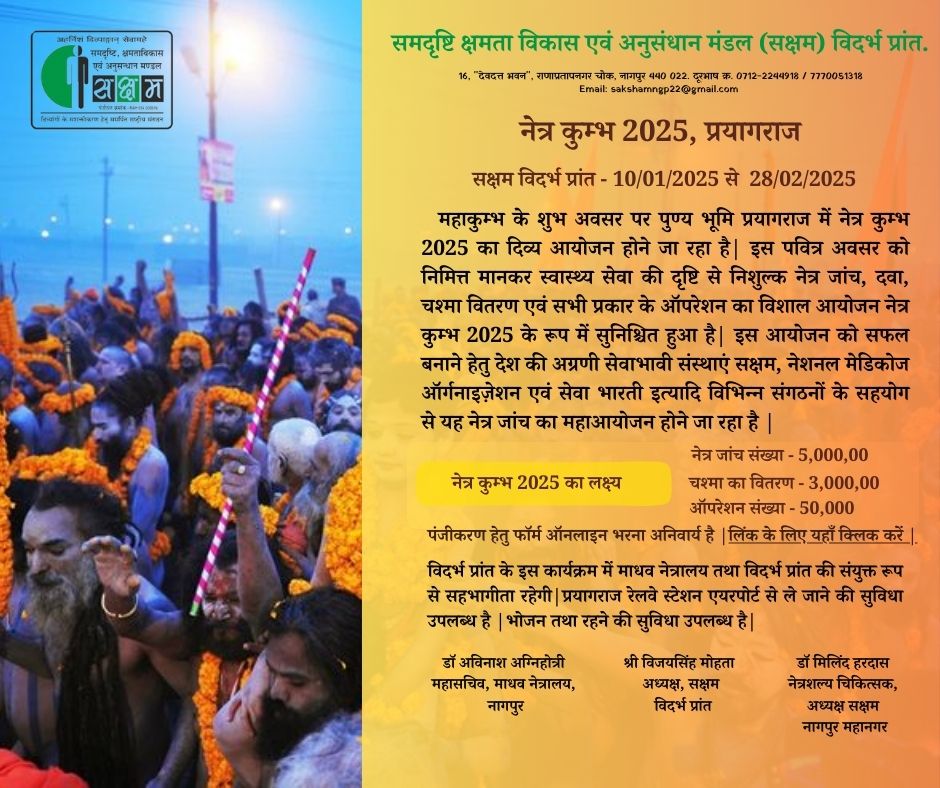 अहर्निशं दिव्याङ्गान् सेवामहे
समदृष्टि, क्षमताविकास
एवं अनुसन्धान मण्डल
सक्षम
दिव्यांगों के सशक्तीकरण हेतु समर्पित राष्ट्रीय संगठन
समदृष्टि क्षमता विकास एवं अनुसंधान मंडल (सक्षम) विदर्भ प्रांत.
16, "देवदत्त भवन", राणाप्रतापनगर चोक, नागपुर 440 022. दूरभाष क्र. 0712-2244918 / 7770051318
Email: sakshamngp22@gmail.com
नेत्र कुम्भ 2025, प्रयागराज
सक्षम विदर्भ प्रांत - 10/01/2025 से 28/02/2025
महाकुम्भ के शुभ अवसर पर पुण्य भूमि प्रयागराज में नेत्र कुम्भ
2025 का दिव्य आयोजन होने जा रहा है| इस पवित्र अवसर को
निमित्त मानकर स्वास्थ्य सेवा की दृष्टि से निशुल्क नेत्र जांच, दवा,
चश्मा वितरण एवं सभी प्रकार के ऑपरेशन का विशाल आयोजन नेत्र
कुम्भ 2025 के रूप में सुनिश्चित हुआ है| इस आयोजन को सफल
बनाने हेतु देश की अग्रणी सेवाभावी संस्थाएं सक्षम, नेशनल मेडिकोज
ऑर्गनाइज़ेशन एवं सेवा भारती इत्यादि विभिन्न संगठनों के सहयोग
से यह नेत्र जांच का महाआयोजन होने जा रहा है |
नेत्र कुम्भ 2025 का लक्ष्य
नेत्र जांच संख्या - 5,000,00
चश्मा का वितरण - 3,000,00
ऑपरेशन संख्या - 50,000
पंजीकरण हेतु फॉर्म ऑनलाइन भरना अनिवार्य है |लिंक के लिए यहाँ क्लिक करें |
विदर्भ प्रांत के इस कार्यक्रम में माधव नेत्रालय तथा विदर्भ प्रांत की संयुक्त रूप
से सहभागीता रहेगी|प्रयागराज रेलवे स्टेशन एयरपोर्ट से ले जाने की सुविधा
उपलब्ध है |भोजन तथा रहने की सुविधा उपलब्ध है|
डॉ अविनाश अग्निहोत्री
महासचिव, माधव नेत्रालय,
नागपुर
श्री विजयसिंह मोहता
अध्यक्ष, सक्षम
विदर्भ प्रांत
डॉ मिलिंद हरदास
नेत्रशल्य चिकित्सक,
अध्यक्ष सक्षम
नागपुर महानगर